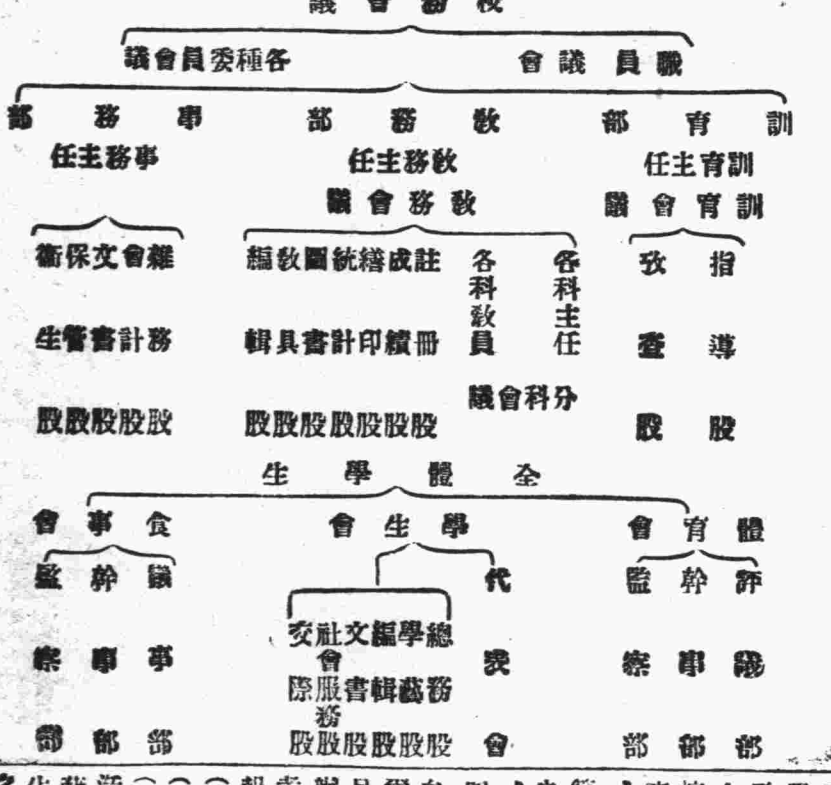 校務會議
職員會議　各種委員會議
訓育部　教務部　事務部
訓育主任　教務主任　事務主任
訓育會議　教務會議
指導股　攷查股
各科主任　各科教員
分科會議
註冊股　成績股　繕印股　統計股　圖書股　教具股　編輯股
雜務股　會計股　文書股　保管股　衞生股
全體學生
體育會　學生會　食事會
評議部　幹事部　監察部
代表會
總務股　學藝股　編輯股　文書股　社會服務股　交際股
議事部　幹事部　監察部